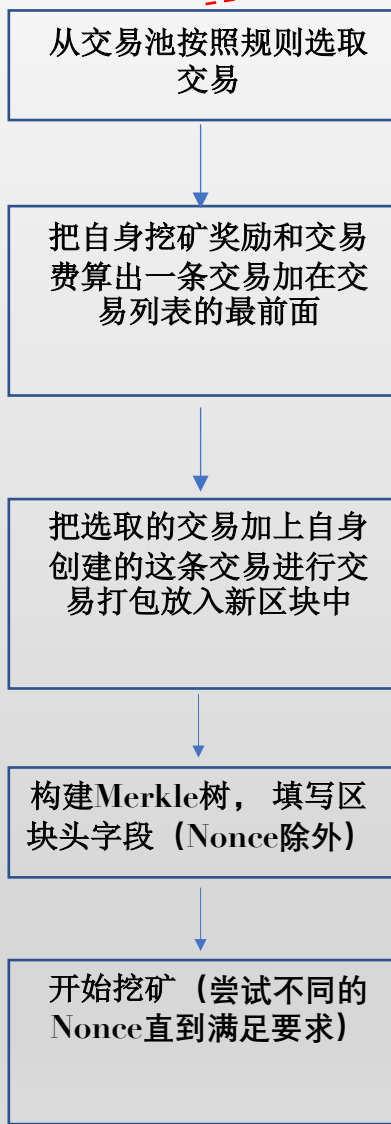 从交易池按照规则选取
交易
把自身挖矿奖励和交易
费算出一条交易加在交
易列表的最前面
把选取的交易加上自身
创建的这条交易进行交
易打包放入新区块中
构建Merkle树， 填写区
块头字段（Nonce除外）
开始挖矿（尝试不同的
Nonce直到满足要求）